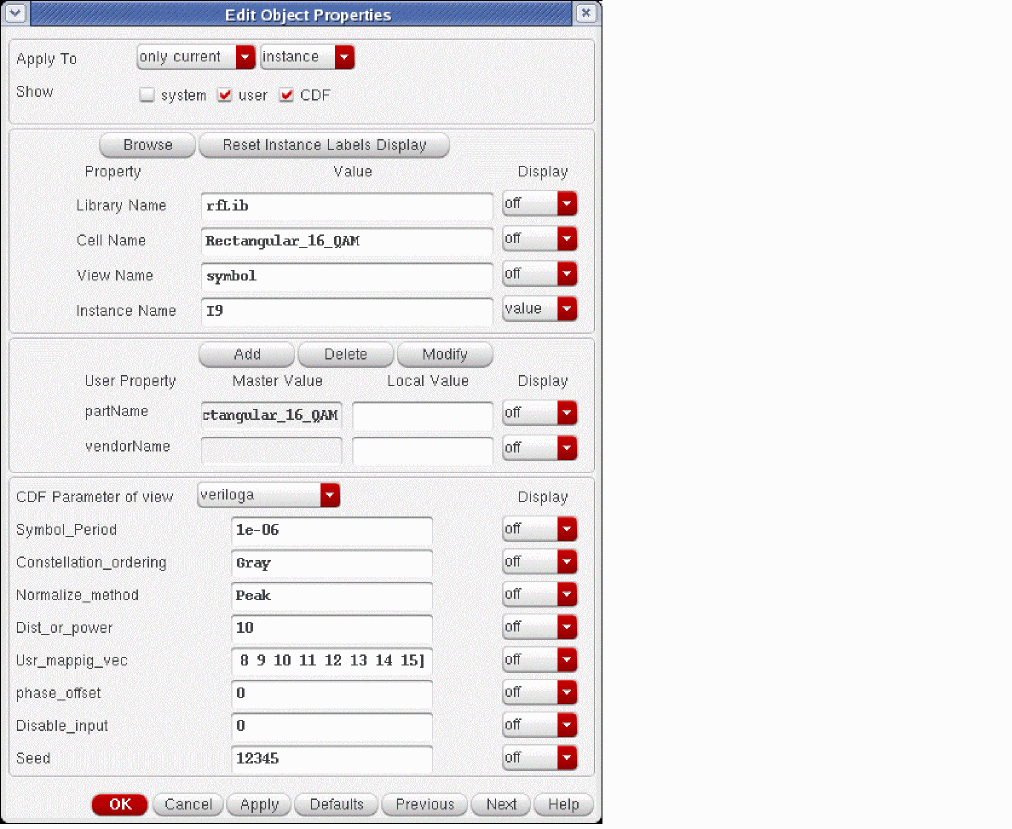 Edit Object Properties
Apply To only current instance
Show system user CDF
Browse Reset Instance Labels Display
Property Value Display
Library Name rfLib off
Cell Name Rectangular_16_QAM off
View Name symbol off
Instance Name I9 value
Add Delete Modify
User Property Master Value Local Value Display
partName ctangular_16_QAM off
vendorName off
CDF Parameter of view veriloga Display
Symbol_Period 1e-06 off
Constellation_ordering Gray off
Normalize_method Peak off
Dist_or_power 10 off
Usr_mappig_vec 8 9 10 11 12 13 14 15] off
phase_offset 0 off
Disable_input 0 off
Seed 12345 off
OK Cancel Apply Defaults Previous Next Help